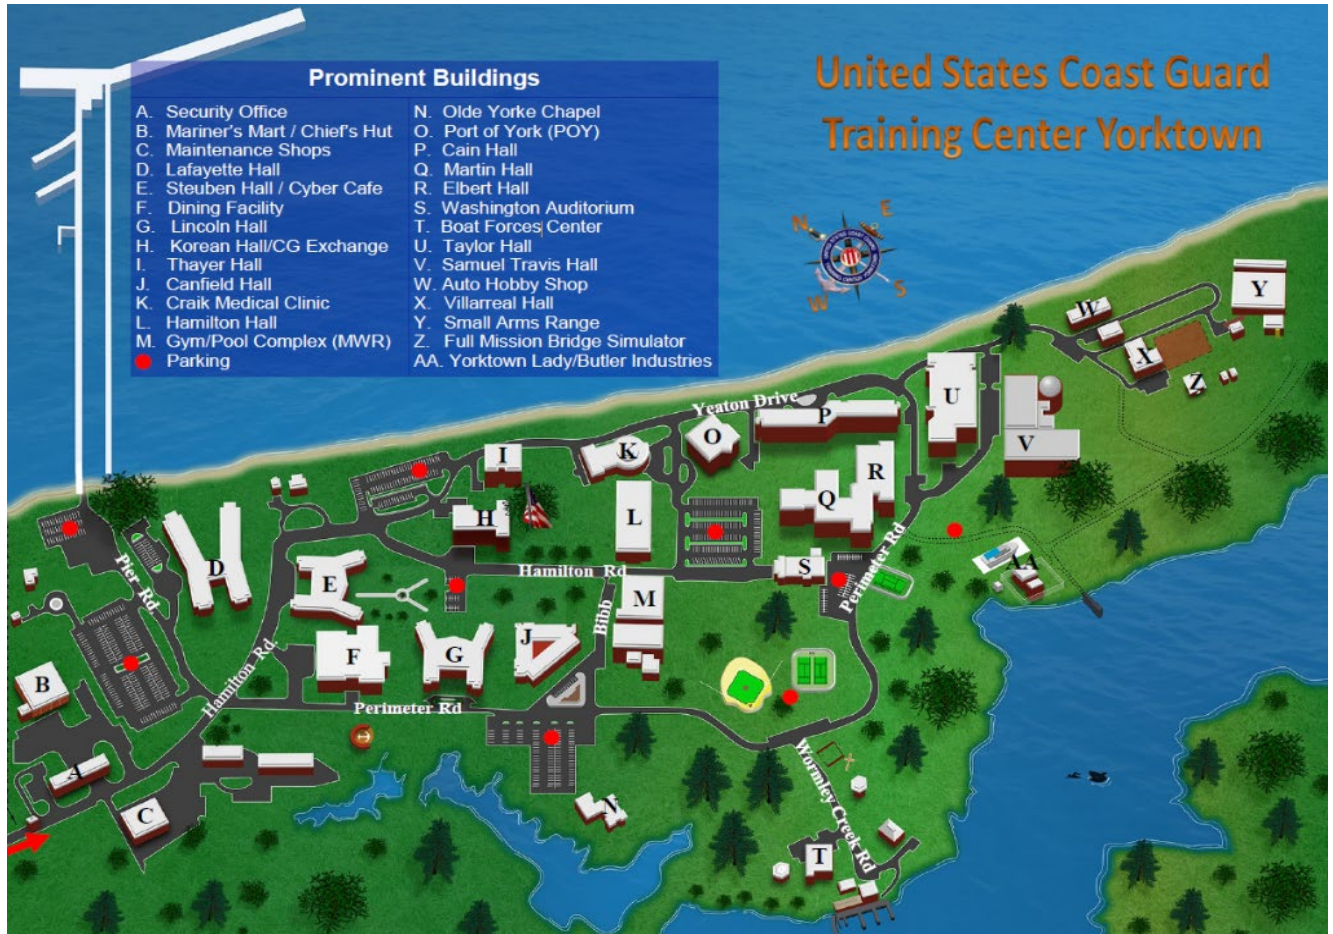 United States Coast Guard
Training Center Yorktown
Prominent Buildings
A. Security Office
B. Mariner's Mart / Chief's Hut
C. Maintenance Shops
D. Lafayette Hall
E. Steuben Hall / Cyber Cafe
F. Dining Facility
G. Lincoln Hall
H. Korean Hall/CG Exchange
I. Thayer Hall
J. Canfield Hall
K. Craik Medical Clinic
L. Hamilton Hall
M. Gym/Pool Complex (MWR)
Parking
N. Olde Yorke Chapel
O. Port of York (POY)
P. Cain Hall
Q. Martin Hall
R. Elbert Hall
S. Washington Auditorium
T. Boat Forces Center
U. Taylor Hall
V. Samuel Travis Hall
W. Auto Hobby Shop
X. Villarreal Hall
Y. Small Arms Range
Z. Full Mission Bridge Simulator
AA. Yorktown Lady/Butler Industries
N
E
W
S
Y
W
X
Z
Yeaton Drive
U
P
O
V
I
K
R
Q
H
L
Pier Rd
D
Hamilton Rd
S
Perimeter Rd
AA
E
M
Bibb
J
F
G
B
Hamilton Rd
Perimeter Rd
A
Wormley Creek Rd
C
N
T